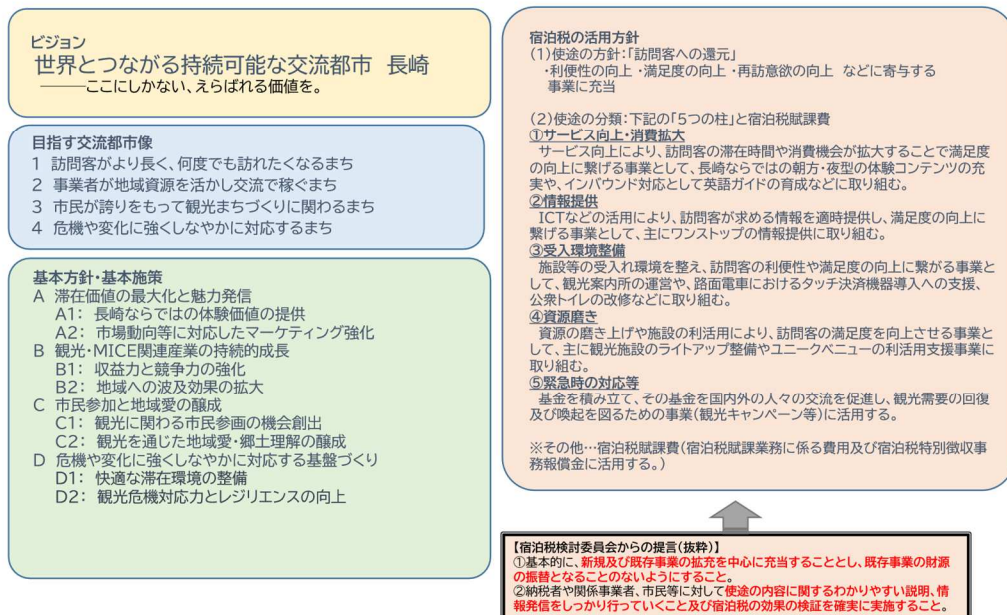 ビジョン
世界とつながる持続可能な交流都市 長崎
―――ここにしかない、えらばれる価値を。
目指す交流都市像
1 訪問客がより長く、何度でも訪れたくなるまち
2 事業者が地域資源を活かし交流で稼ぐまち
3 市民が誇りをもって観光まちづくりに関わるまち
4 危機や変化に強くしなやかに対応するまち
基本方針・基本施策
A 滞在価値の最大化と魅力発信
A1: 長崎ならではの体験価値の提供
A2: 市場動向等に対応したマーケティング強化
B 観光・MICE関連産業の持続的成長
B1: 収益力と競争力の強化
B2: 地域への波及効果の拡大
C 市民参加と地域愛の醸成
C1: 観光に関わる市民参画の機会創出
C2: 観光を通じた地域愛・郷土理解の醸成
D 危機や変化に強くしなやかに対応する基盤づくり
D1: 快適な滞在環境の整備
D2: 観光危機対応力とレジリエンスの向上
宿泊税の活用方針
(1)使途の方針:「訪問客への還元」
・利便性の向上 ・満足度の向上 ・再訪意欲の向上 などに寄与する
事業に充当
(2)使途の分類:下記の「5つの柱」と宿泊税賦課費
①サービス向上・消費拡大
サービス向上により、訪問客の滞在時間や消費機会が拡大することで満足度
の向上に繋げる事業として、長崎ならではの朝方・夜型の体験コンテンツの充
実や、インバウンド対応として英語ガイドの育成などに取り組む。
②情報提供
ICTなどの活用により、訪問客が求める情報を適時提供し、満足度の向上に
繋げる事業として、主にワンストップの情報提供に取り組む。
③受入環境整備
施設等の受入れ環境を整え、訪問客の利便性や満足度の向上に繋がる事業と
して、観光案内所の運営や、路面電車におけるタッチ決済機器導入への支援、
公衆トイレの改修などに取り組む。
④資源磨き
資源の磨き上げや施設の利活用により、訪問客の満足度を向上させる事業と
して、主に観光施設のライトアップ整備やユニークベニューの利活用支援事業に
取り組む。
⑤緊急時の対応等
基金を積み立て、その基金を国内外の人々の交流を促進し、観光需要の回復
及び喚起を図るための事業(観光キャンペーン等)に活用する。
※その他…宿泊税賦課費(宿泊税賦課業務に係る費用及び宿泊税特別徴収事
務報償金に活用する。)
【宿泊税検討委員会からの提言(抜粋)】
①基本的に、新規及び既存事業の拡充を中心に充当することとし、既存事業の財源
の振替となることのないようにすること。
②納税者や関係事業者、市民等に対して使途の内容に関するわかりやすい説明、情
報発信をしっかり行っていくこと及び宿泊税の効果の検証を確実に実施すること。